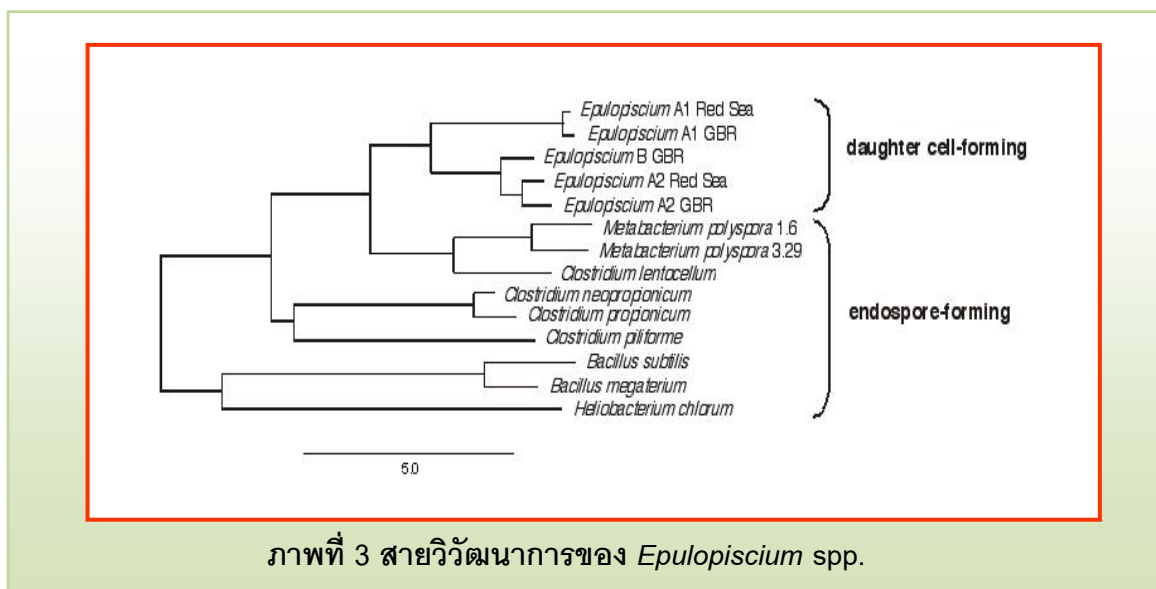 Epulopiscium A1 Red Sea
Epulopiscium A1 GBR
Epulopiscium B GBR
Epulopiscium A2 Red Sea
Epulopiscium A2 GBR
daughter cell-forming
Metabacterium polyspora 1.6
Metabacterium polyspora 3.29
Clostridium lentocellum
Clostridium neopropionicum
Clostridium propionicum
Clostridium piliforme
Bacillus subtilis
Bacillus megaterium
Heliobacterium chlorum
endospore-forming
5.0
ภาพที่ 3 สายวิวัฒนาการของ Epulopiscium spp.